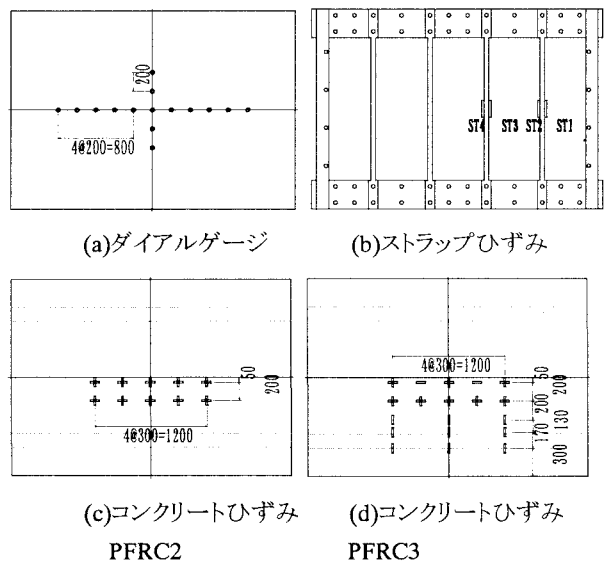 200
4@200=800
ST4 ST3 ST2 ST1
(a)ダイアルゲージ
(b)ストラップひずみ
4@300=1200
50
200
4@300=1200
50
200
200
130
170
300
(c)コンクリートひずみ
PFRC2
(d)コンクリートひずみ
PFRC3